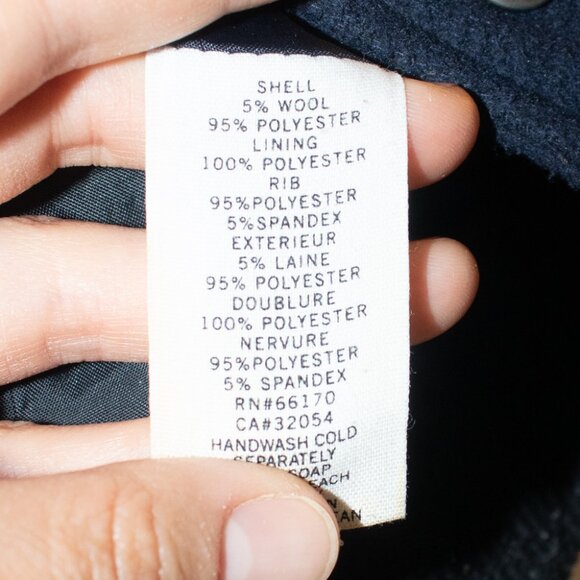 SHELL
5% WOOL
95% POLYESTER
LINING
100% POLYESTER
RIB
95%POLYESTER
5%SPANDEX
EXTERIEUR
5% LAINE
95% POLYESTER
DOUBLURE
100% POLYESTER
NERVURE
95%POLYESTER
5% SPANDEX
RN#66170
CA#32054
HANDWASH COLD
SEPARATELY
SOAP